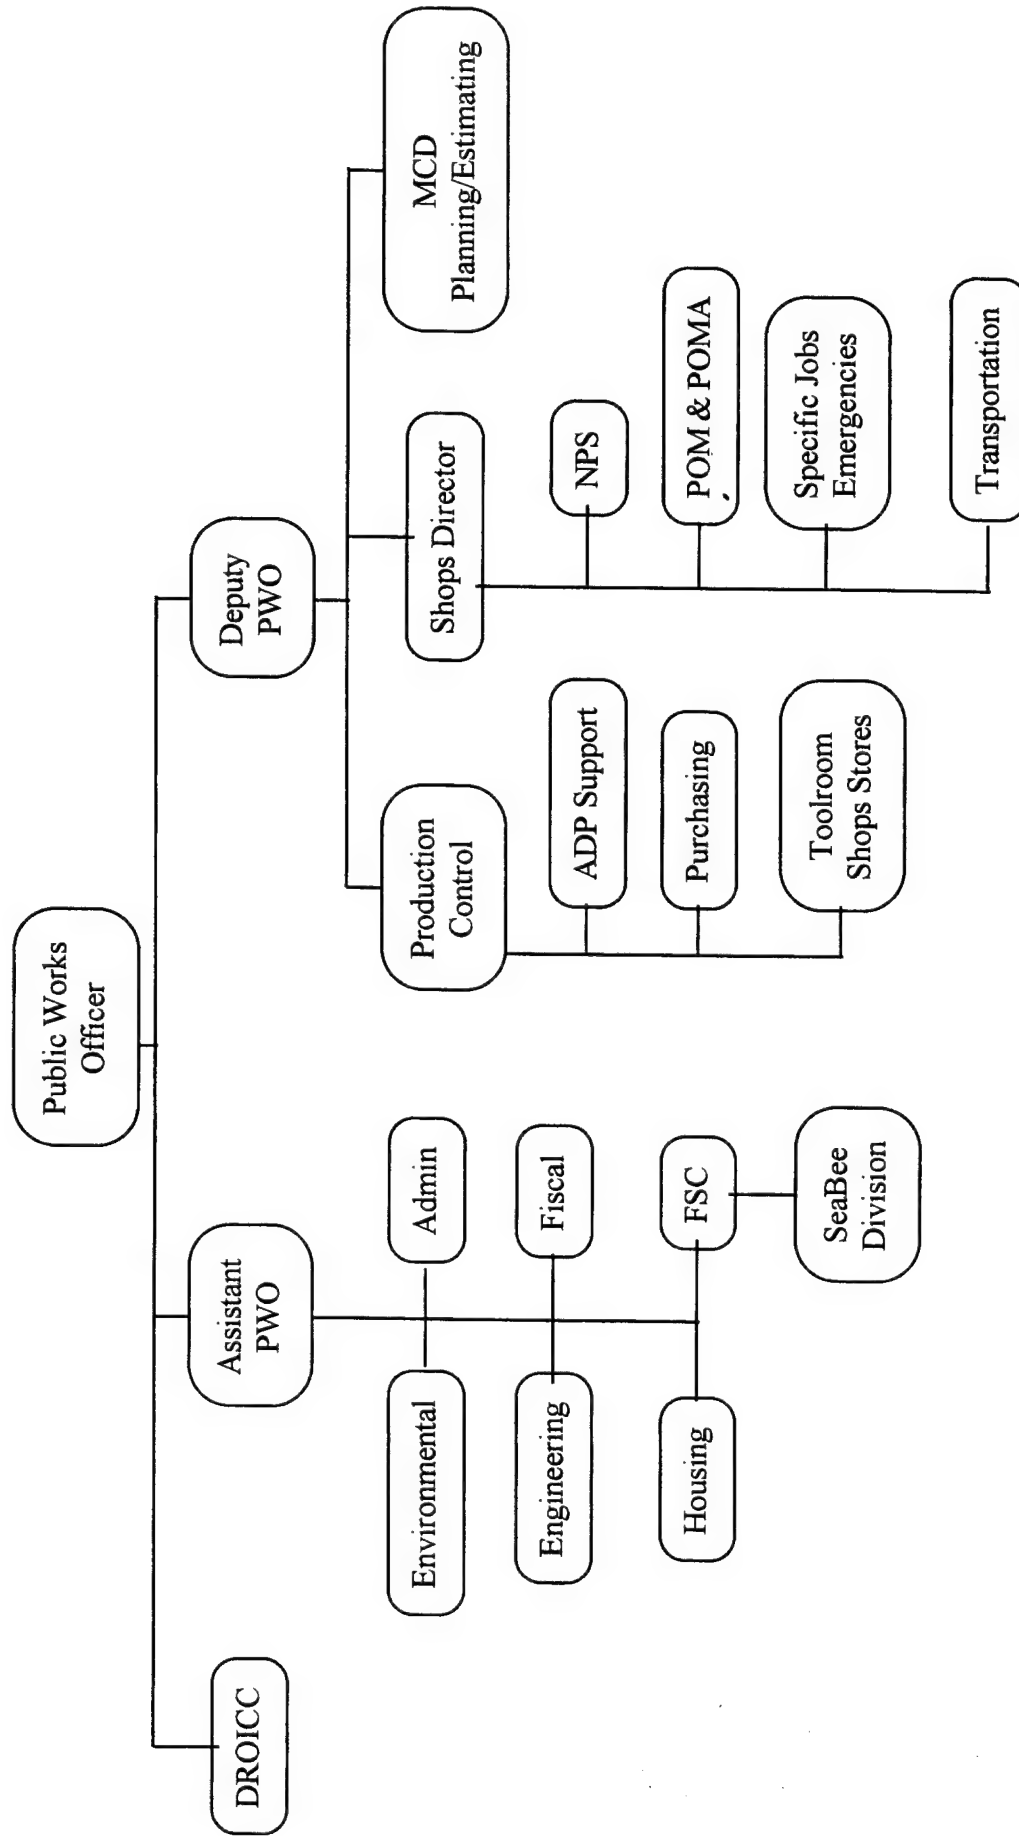 Public Works
Officer
DROICC
Assistant
PWO
Deputy
PWO
Environmental
Admin
Engineering
Fiscal
Housing
FSC
SeaBee
Division
Production
Control
Shops Director
MCD
Planning/Estimating
ADP Support
Purchasing
Toolroom
Shops Stores
NPS
POM & POMA
Specific Jobs
Emergencies
Transportation